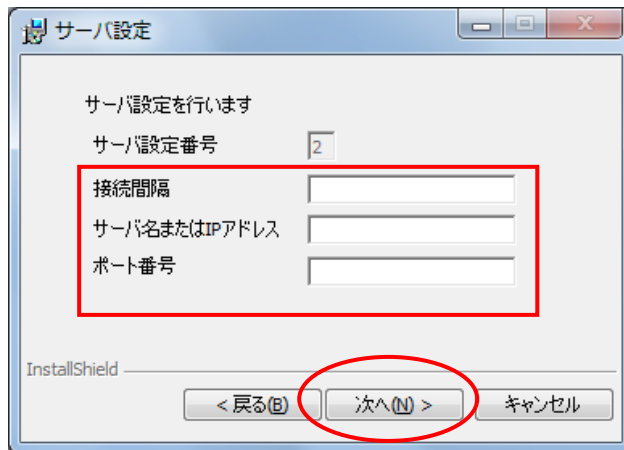 サーバ設定
サーバ設定を行います
サーバ設定番号 2
接続間隔
サーバ名またはIPアドレス
ポート番号
InstallShield
< 戻る(B) 次へ(N) > キャンセル